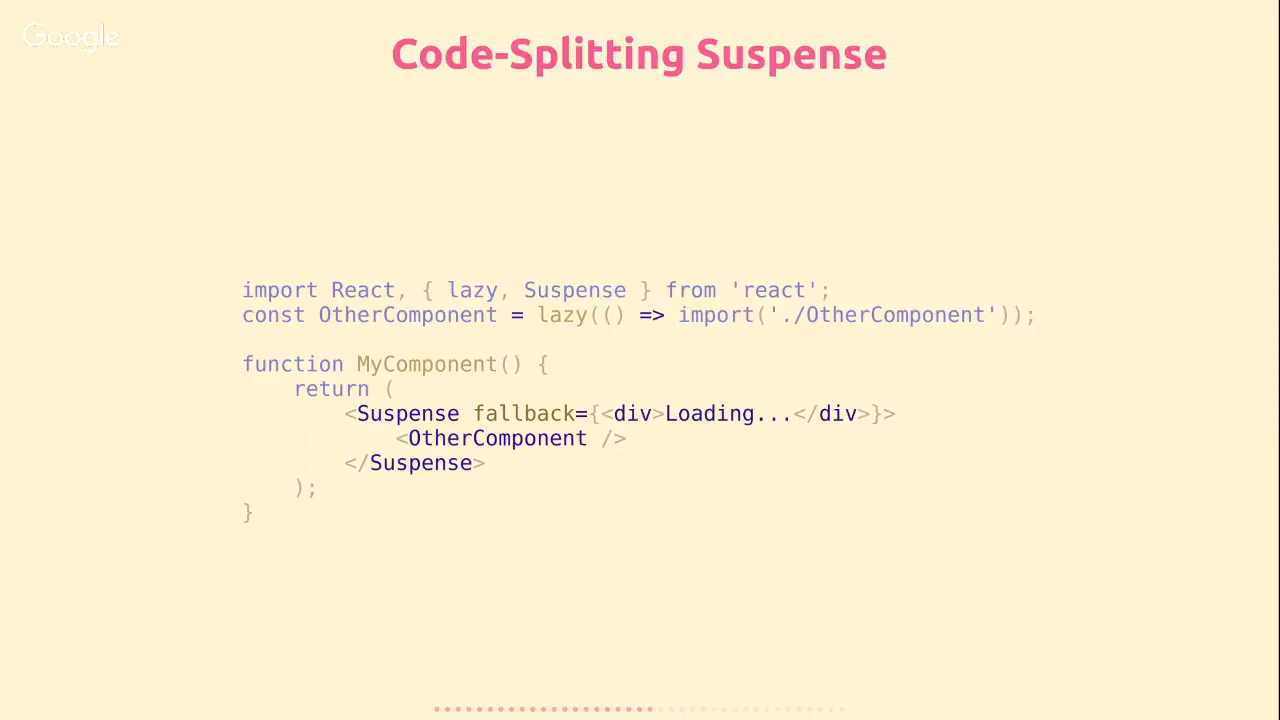 Google
Code-Splitting Suspense
import React, { lazy, Suspense } from 'react';
const OtherComponent = lazy(() => import('./OtherComponent'));
function MyComponent() {
    return (
        <Suspense fallback={<div>Loading...</div>}>
            <OtherComponent />
        </Suspense>
    );
}